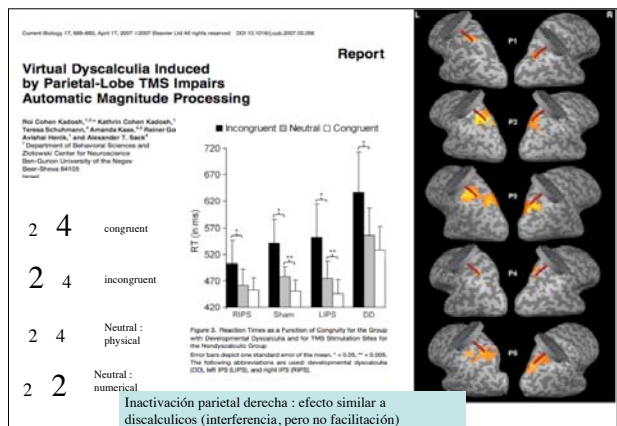 Current Biology 17, 689–693, April 17, 2007 ©2007 Elsevier Ltd All rights reserved DOI 10.1016/j.cub.2007.02.056
Report
Virtual Dyscalculia Induced
by Parietal-Lobe TMS Impairs
Automatic Magnitude Processing
Roi Cohen Kadosh, Kathrin Cohen Kadosh,
Teresa Schuhmann, Amanda Kaas, Rainer Go
Avishai Henik, and Alexander T. Sack
Department of Behavioral Sciences and
Zlotowski Center for Neuroscience
Ben-Gurion University of the Negev
Beer-Sheva 84105
Israel
Incongruent Neutral Congruent
720
670
620
570
520
470
420
RT (in ms)
* * ** * ** *
RIPS Sham LIPS DD
Figure 3. Reaction Times as a Function of Congruity for the Group
with Developmental Dyscalculia and for TMS Stimulation Sites for
the Nondyscalculic Group
Error bars depict one standard error of the mean. * < 0.05, ** < 0.005.
The following abbreviations are used: developmental dyscalculia
(DD), left IPS (LIPS), and right IPS (RIPS).
2 4 congruent
2 4 incongruent
2 4 Neutral :
physical
2 2 Neutral :
numerical
Inactivación parietal derecha : efecto similar a
discalculicos (interferencia, pero no facilitación)
L R
P1
P2
P3
P4
P5